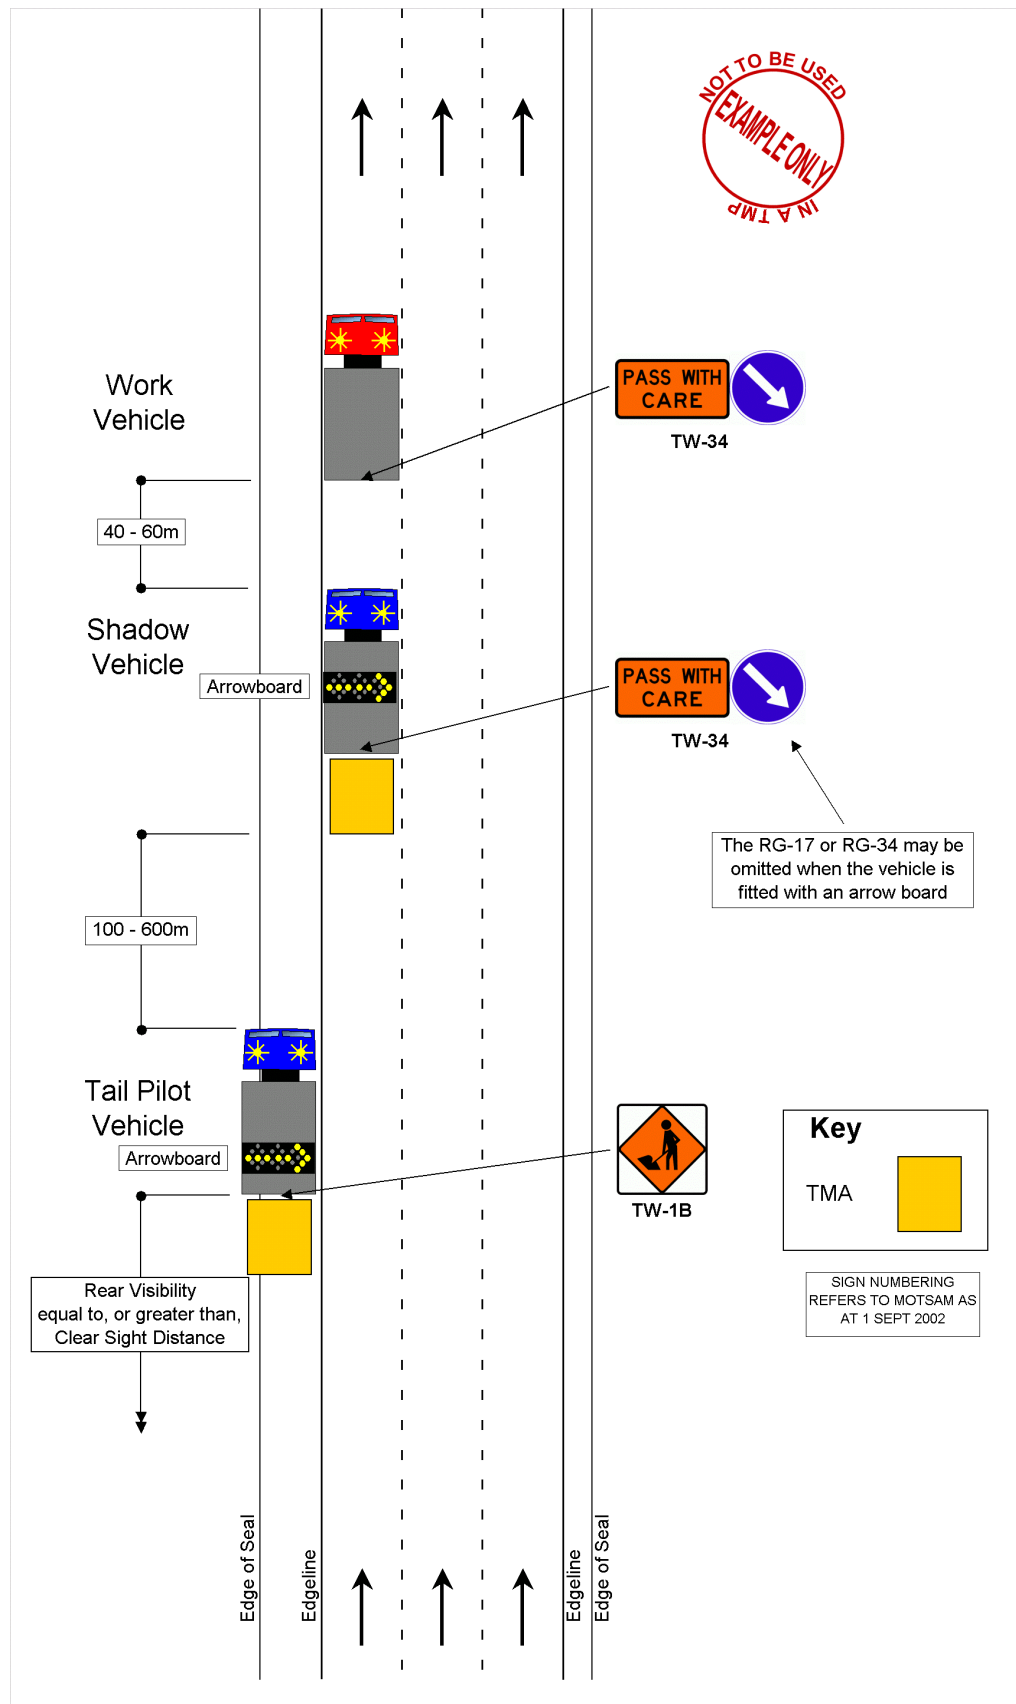 NOT TO BE USED
EXAMPLE ONLY
IN A TMP
Work
Vehicle
PASS WITH
CARE
TW-34
40 - 60m
Shadow
Vehicle
Arrowboard
PASS WITH
CARE
TW-34
The RG-17 or RG-34 may be
omitted when the vehicle is
fitted with an arrow board
100 - 600m
Tail Pilot
Vehicle
Arrowboard
TW-1B
Key
TMA
Rear Visibility
equal to, or greater than,
Clear Sight Distance
SIGN NUMBERING
REFERS TO MOTSAM AS
AT 1 SEPT 2002
Edge of Seal
Edgeline
Edgeline
Edge of Seal